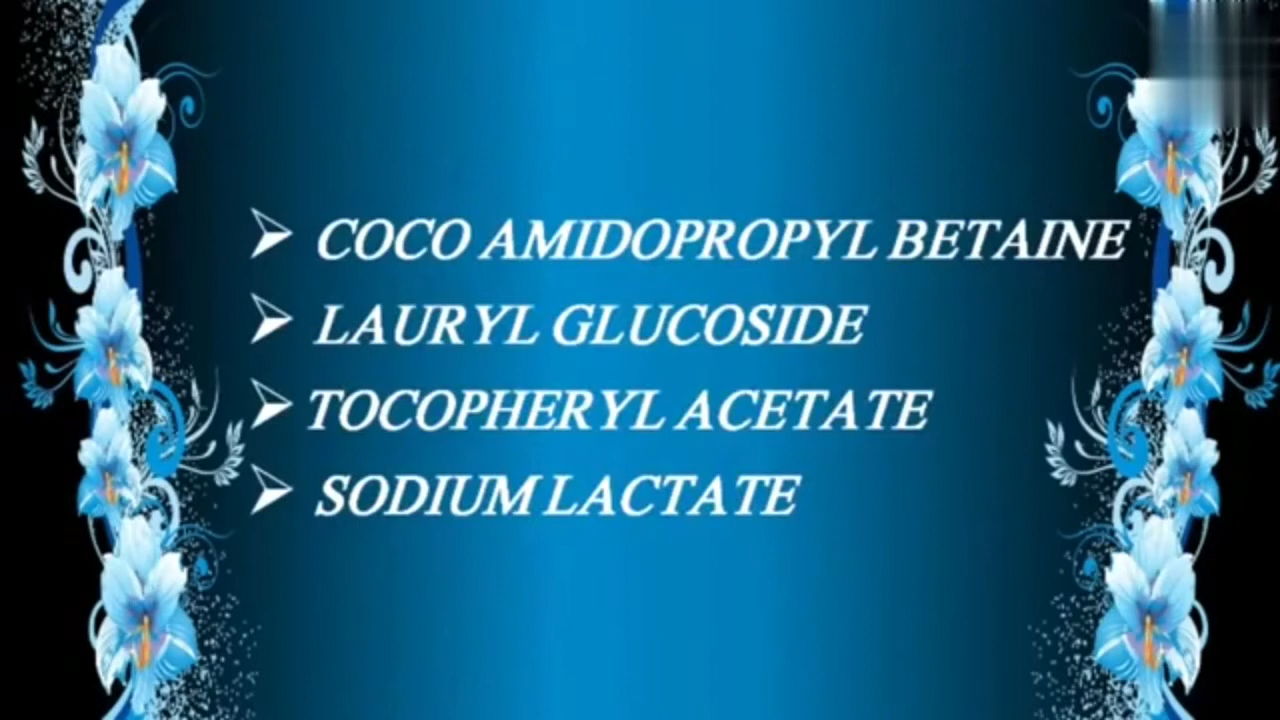 COCO AMIDOPROPYL BETAINE
LAURYL GLUCOSIDE
TOCOPHERYL ACETATE
SODIUM LACTATE